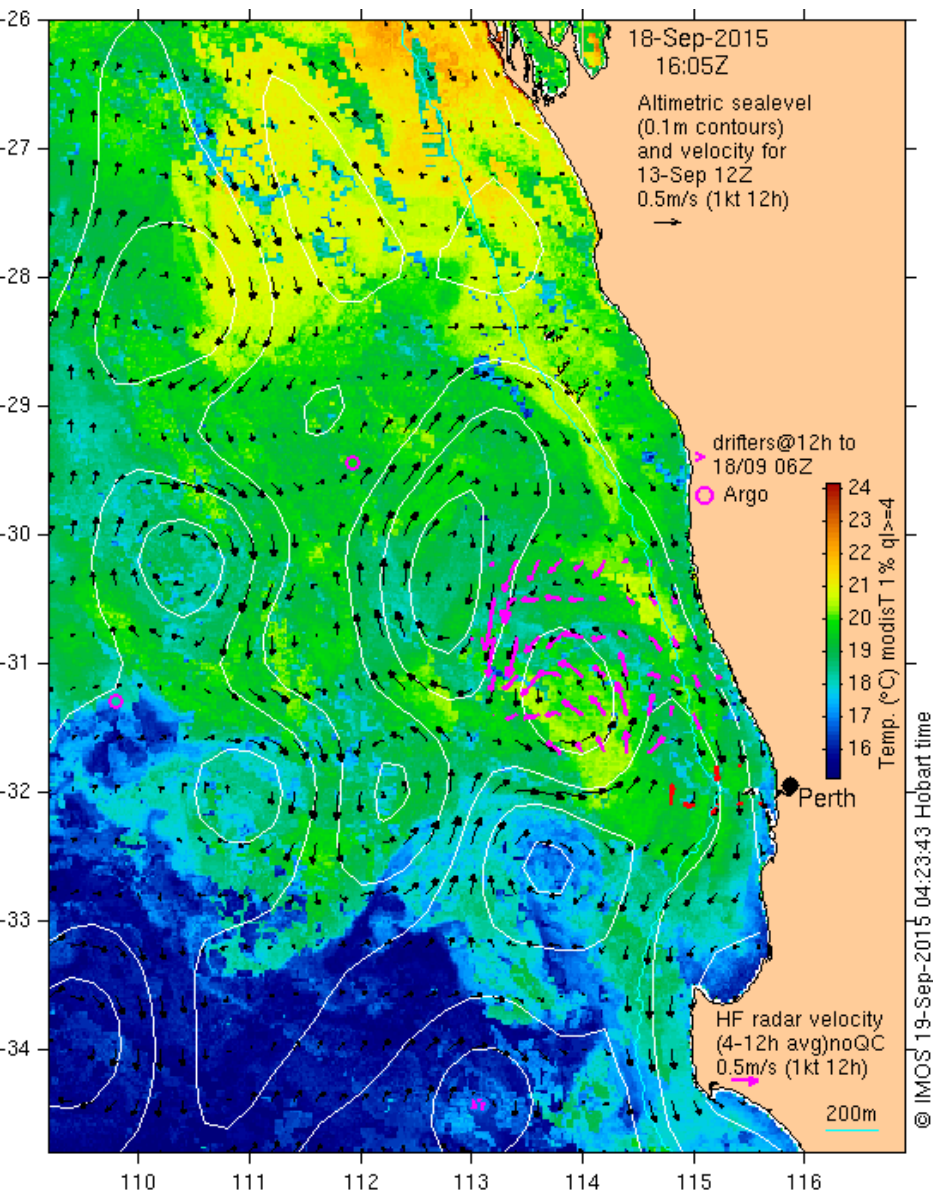 -26
-27
-28
-29
-30
-31
-32
-33
-34
110
111
112
113
114
115
116
18-Sep-2015
16:05Z
Altimetric sealevel
(0.1m contours)
and velocity for
13-Sep 12Z
0.5m/s (1kt 12h)
drifters@12h to
18/09 06Z
Argo
24
23
22
21
20
19
18
17
16
Temp. (°C) modisT 1% ql>=4
Perth
HF radar velocity
(4-12h avg)noQC
0.5m/s (1kt 12h)
200m
© IMOS 19-Sep-2015 04:23:43 Hobart time